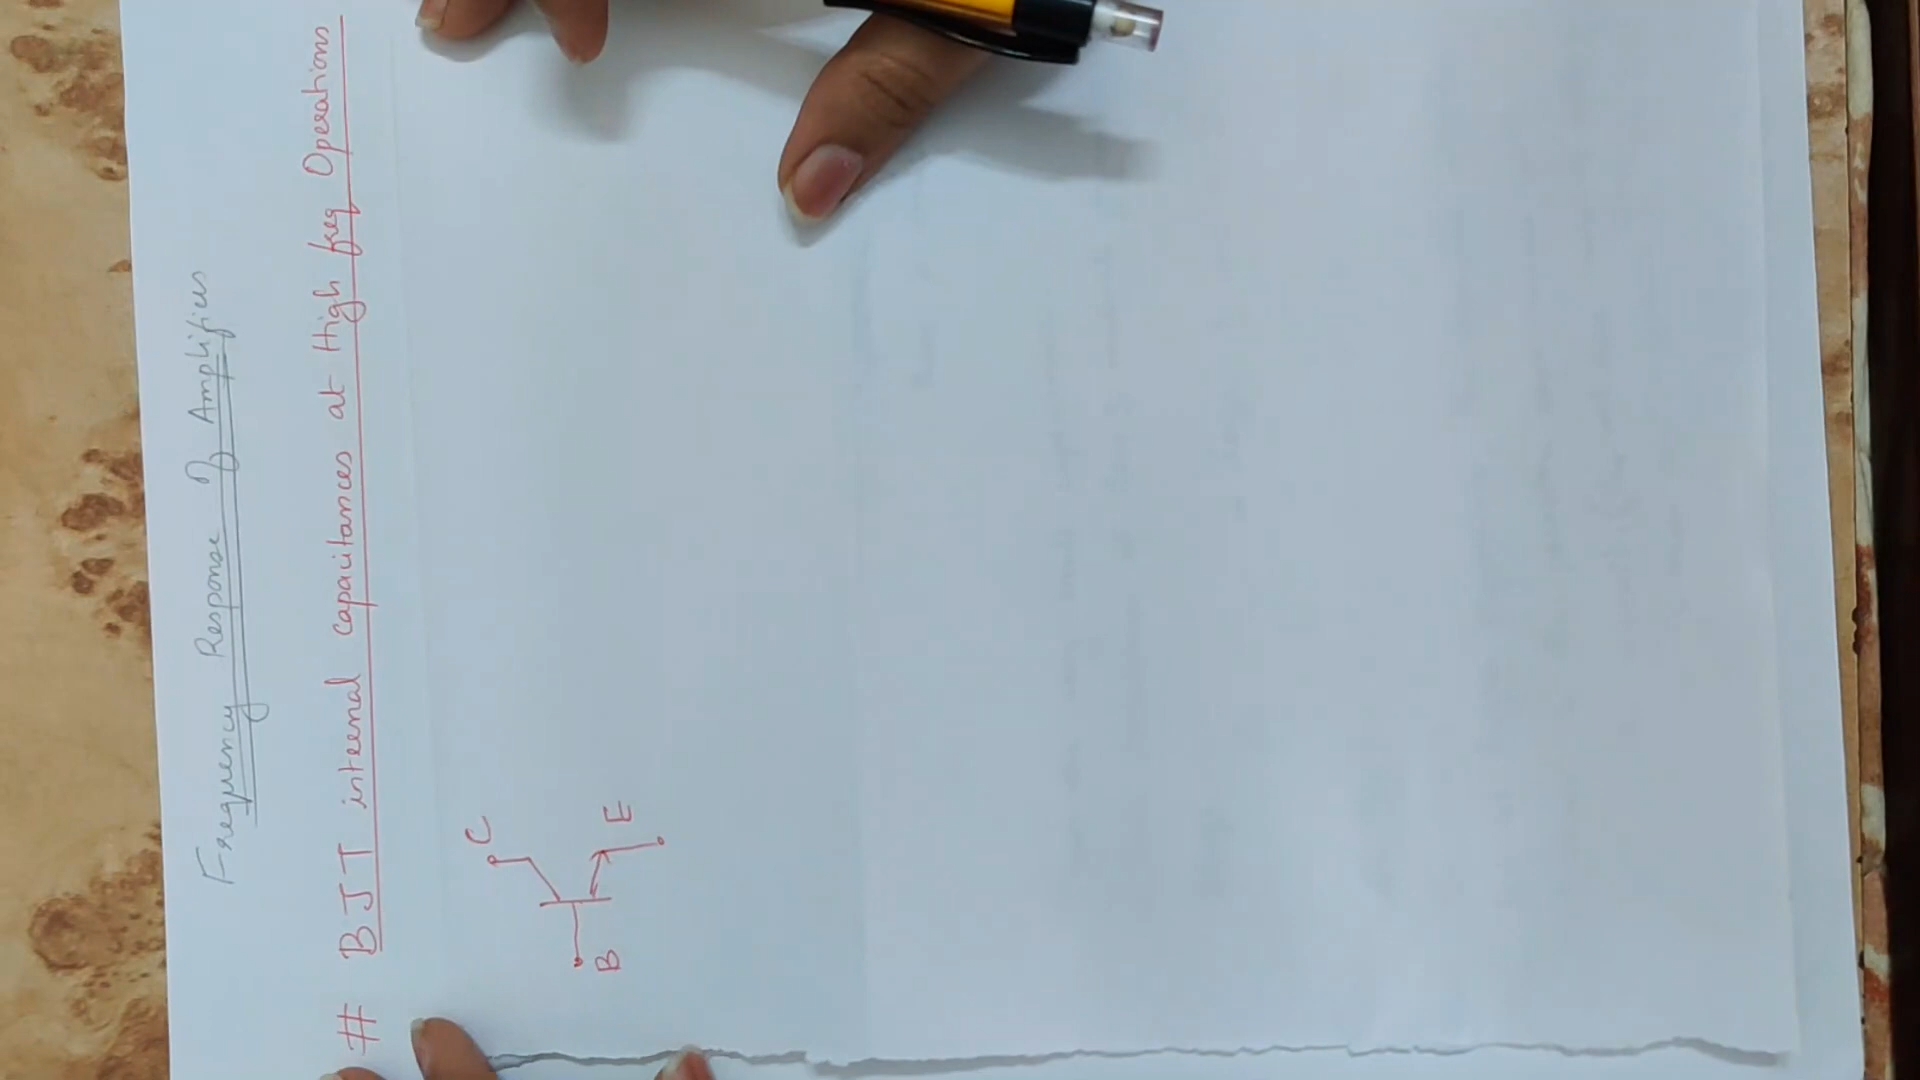 Frequency Response of Amplifiers
# BJT internal capacitances at High freq Operations
C
B
E